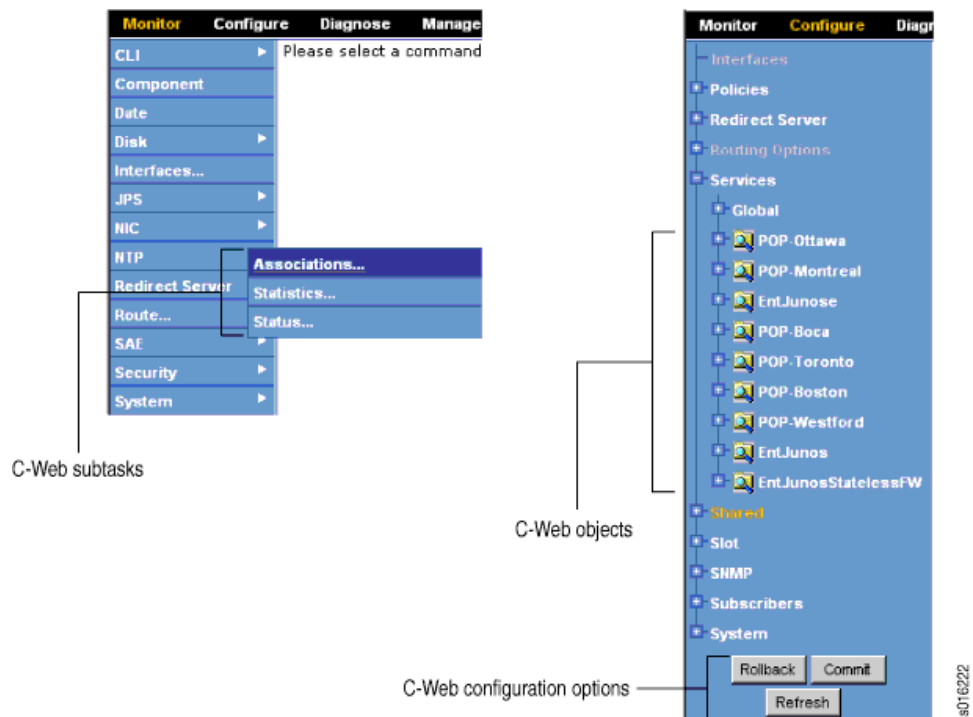 Monitor Configure Diagnose Manage
CLI
Please select a command
Component
Date
Disk
Interfaces...
JPS
NIC
NTP
Redirect Server
Route...
SAE
Security
System
Associations...
Statistics...
Status...
C-Web subtasks
Monitor Configure Diagn
Interfaces
Policies
Redirect Server
Routing Options
Services
Global
POP-Ottawa
POP-Montreal
EntJunose
POP-Boca
POP-Toronto
POP-Boston
POP-Westford
EntJunos
EntJunosStatelessFW
Shared
Slot
SNMP
Subscribers
System
C-Web objects
Rollback Commit
Refresh
C-Web configuration options
s016222